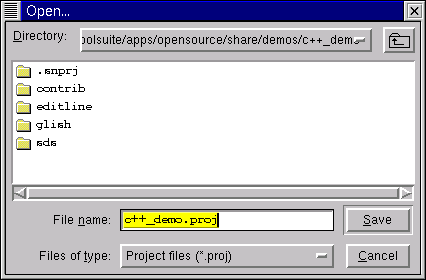 Open...
Directory: oolsuite/apps/opensource/share/demos/c++_dem
.snprj
contrib
editline
glish
sds
File name: c++_demo.proj Save
Files of type: Project files (*.proj) Cancel